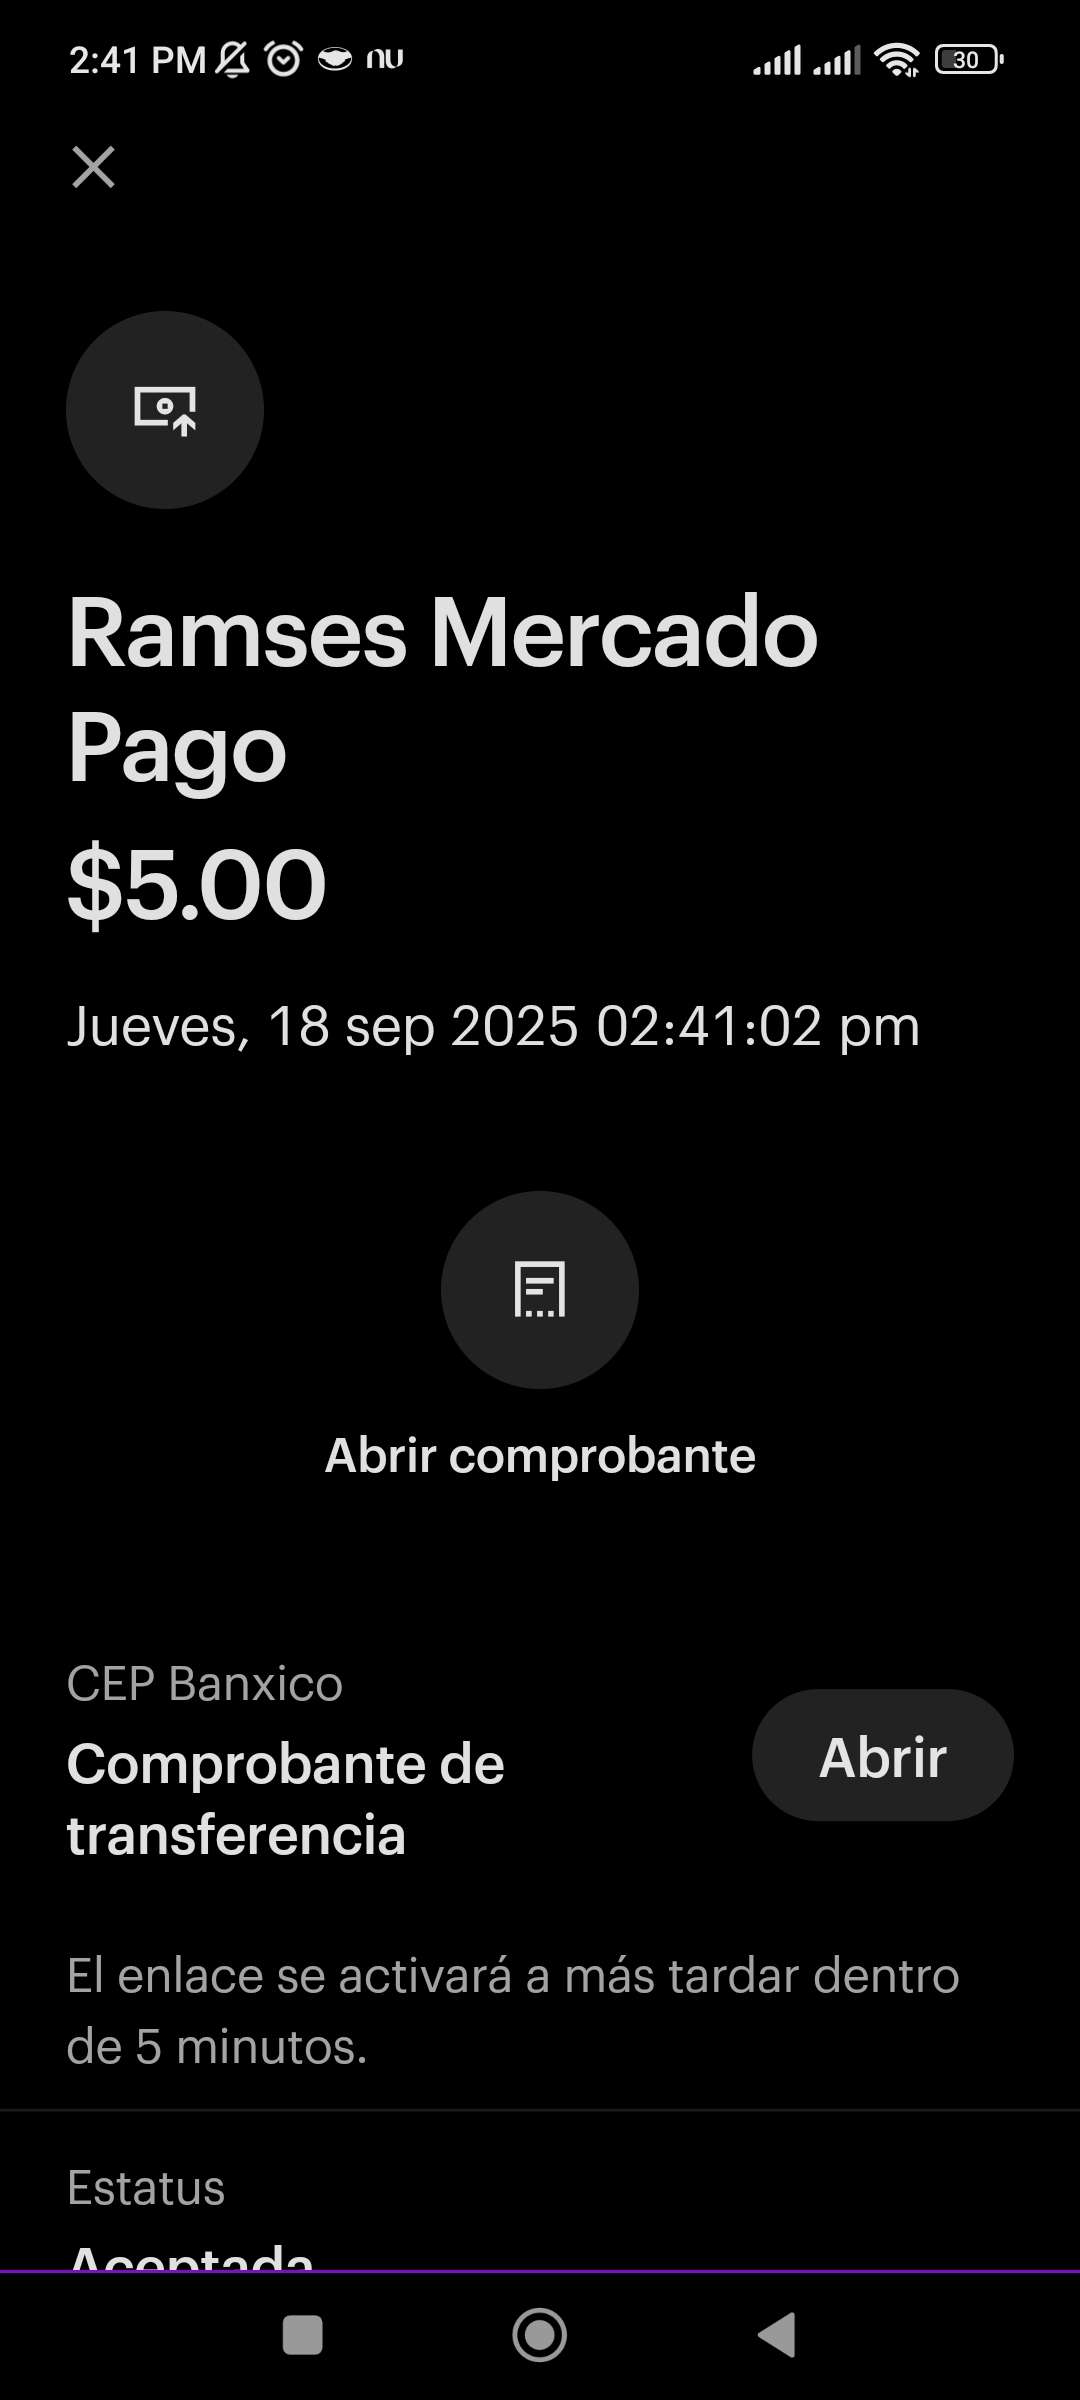 2:41 PM nu 30
Ramses Mercado
Pago
$5.00
Jueves, 18 sep 2025 02:41:02 pm
Abrir comprobante
CEP Banxico
Comprobante de
transferencia
Abrir
El enlace se activará a más tardar dentro
de 5 minutos.
Estatus
Aceptada